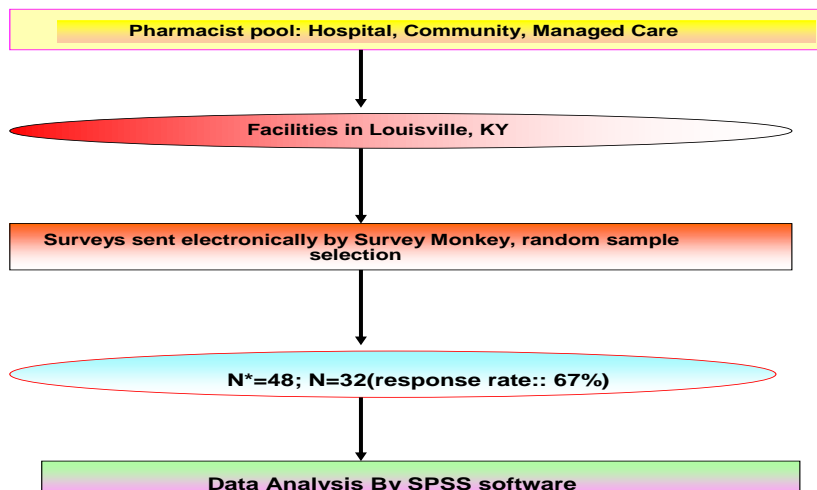 Pharmacist pool: Hospital, Community, Managed Care
Facilities in Louisville, KY
Surveys sent electronically by Survey Monkey, random sample
selection
N*=48; N=32(response rate:: 67%)
Data Analysis By SPSS software